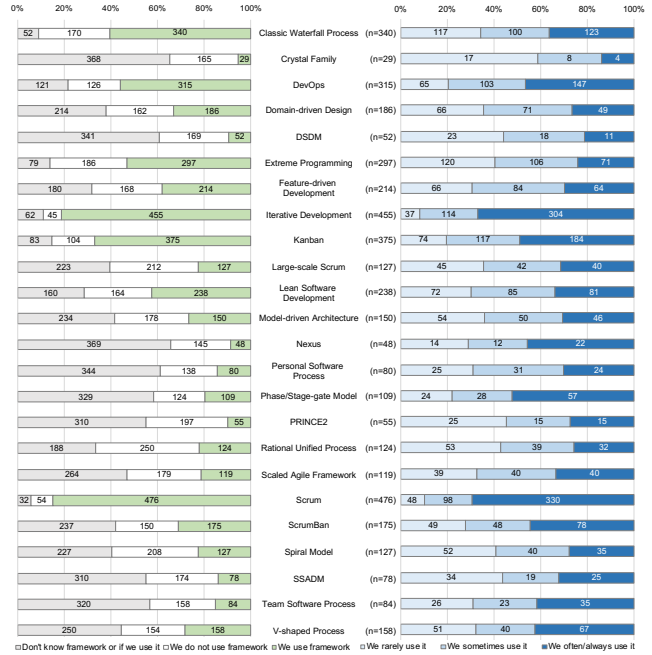 0% 20% 40% 60% 80% 100% 0% 20% 40% 60% 80% 100%
52 170 340 Classic Waterfall Process (n=340) 117 100 123
368 165 29 Crystal Family (n=29) 17 8 4
121 126 315 DevOps (n=315) 65 103 147
214 162 186 Domain-driven Design (n=186) 66 71 49
341 169 52 DSDM (n=52) 23 18 11
79 186 297 Extreme Programming (n=297) 120 106 71
180 168 214 Feature-driven Development (n=214) 66 84 64
62 45 455 Iterative Development (n=455) 37 114 304
83 104 375 Kanban (n=375) 74 117 184
223 212 127 Large-scale Scrum (n=127) 45 42 40
160 164 238 Lean Software Development (n=238) 72 85 81
234 178 150 Model-driven Architecture (n=150) 54 50 46
369 145 48 Nexus (n=48) 14 12 22
344 138 80 Personal Software Process (n=80) 25 31 24
329 124 109 Phase/Stage-gate Model (n=109) 24 28 57
310 197 55 PRINCE2 (n=55) 25 15 15
188 250 124 Rational Unified Process (n=124) 53 39 32
264 179 119 Scaled Agile Framework (n=119) 39 40 40
32 54 476 Scrum (n=476) 48 98 330
237 150 175 ScrumBan (n=175) 49 48 78
227 208 127 Spiral Model (n=127) 52 40 35
310 174 78 SSADM (n=78) 34 19 25
320 158 84 Team Software Process (n=84) 26 23 35
250 154 158 V-shaped Process (n=158) 51 40 67
Don't know framework or if we use it We do not use framework We use framework We rarely use it We sometimes use it We often/always use it